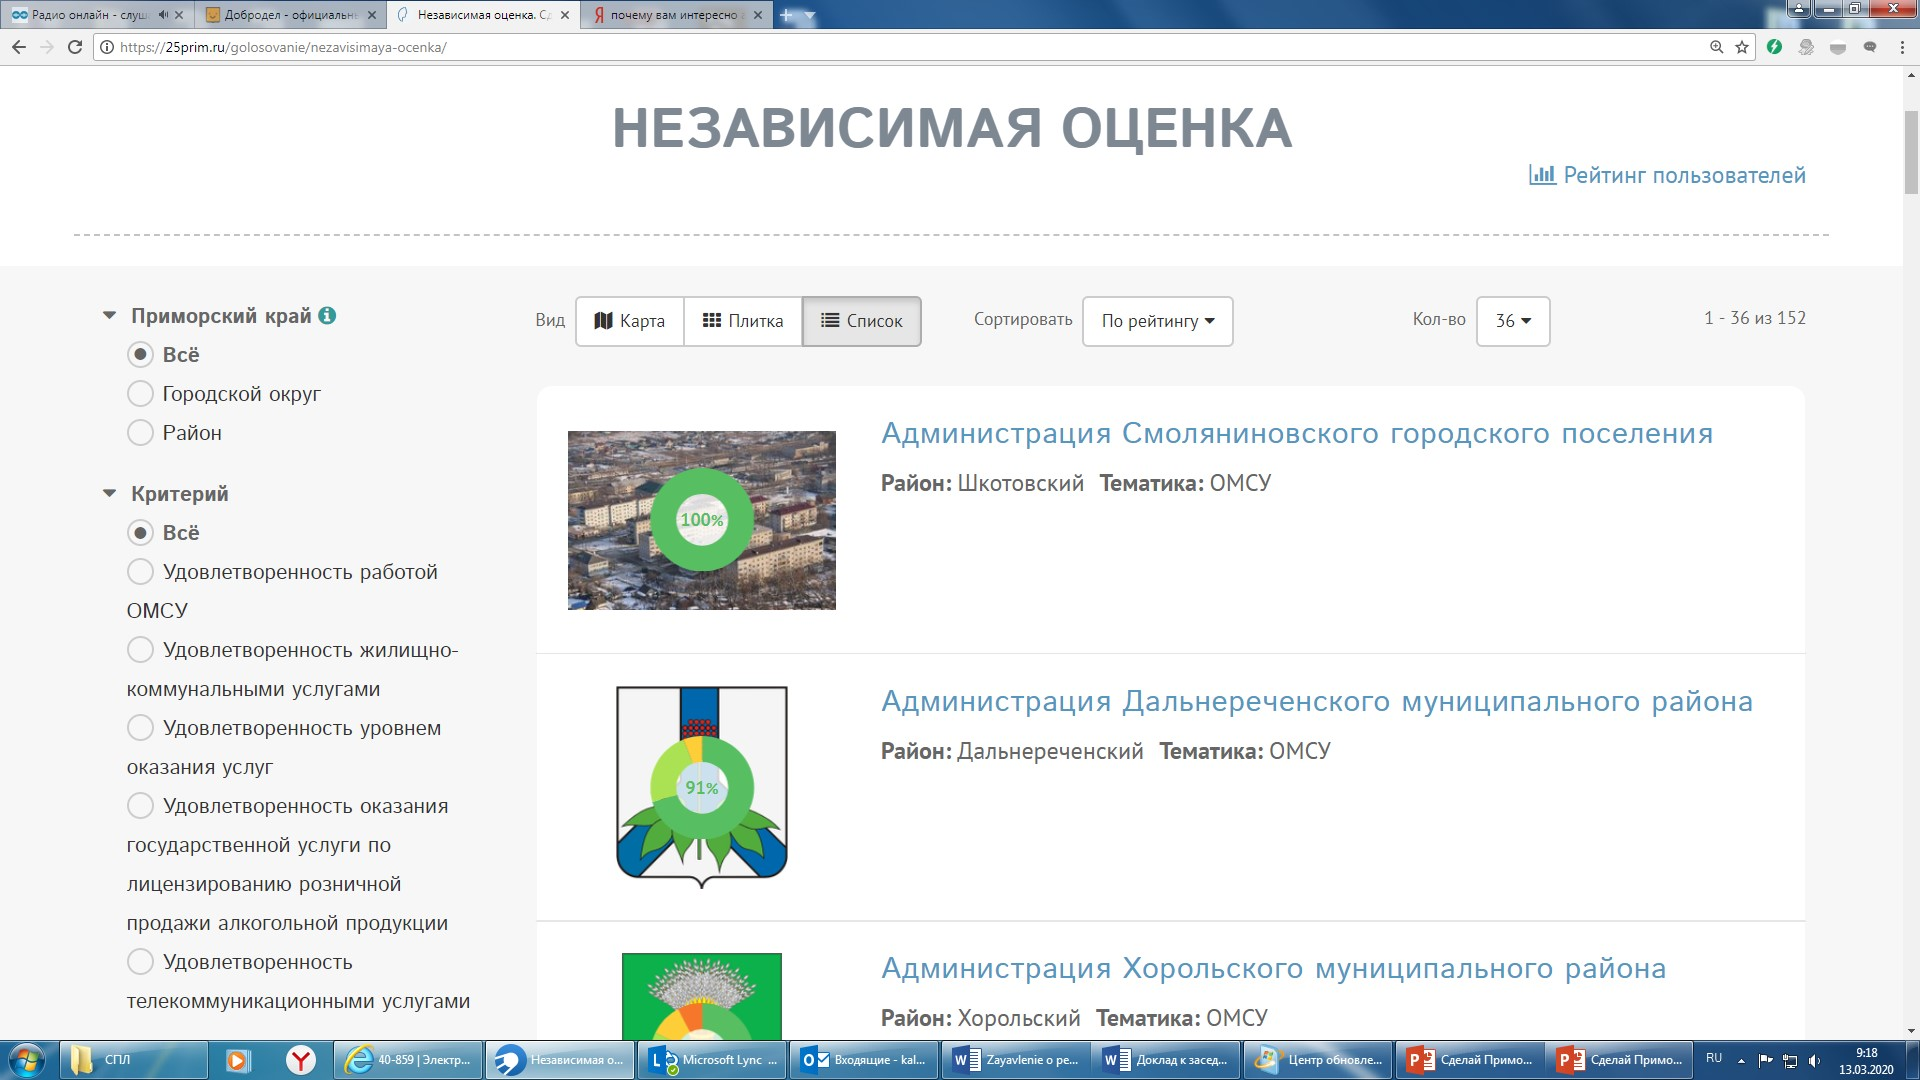 Радио онлайн - слуш
Добродел - официальнь
Независимая оценка. Сд
почему вам интересно
https://25prim.ru/golosovanie/nezavisimaya-ocenka/
НЕЗАВИСИМАЯ ОЦЕНКА
Рейтинг пользователей
Приморский край
Всё
Городской округ
Район
Критерий
Всё
Удовлетворенность работой
ОМСУ
Удовлетворенность жилищно-
коммунальными услугами
Удовлетворенность уровнем
оказания услуг
Удовлетворенность оказания
государственной услуги по
лицензированию розничной
продажи алкогольной продукции
Удовлетворенность
телекоммуникационными услугами
Вид Карта Плитка Список Сортировать По рейтингу Кол-во 36 1 - 36 из 152
Администрация Смоляниновского городского поселения
Район: Шкотовский Тематика: ОМСУ
100%
Администрация Дальнереченского муниципального района
Район: Дальнереченский Тематика: ОМСУ
91%
Администрация Хорольского муниципального района
Район: Хорольский Тематика: ОМСУ
СПЛ
40-859 | Электр...
Независимая о...
Microsoft Lync ...
Входящие - kal...
Zayavlenie о ре...
Доклад к засед...
Центр обновле...
Сделай Примо...
Сделай Примо...
RU
9:18
13.03.2020